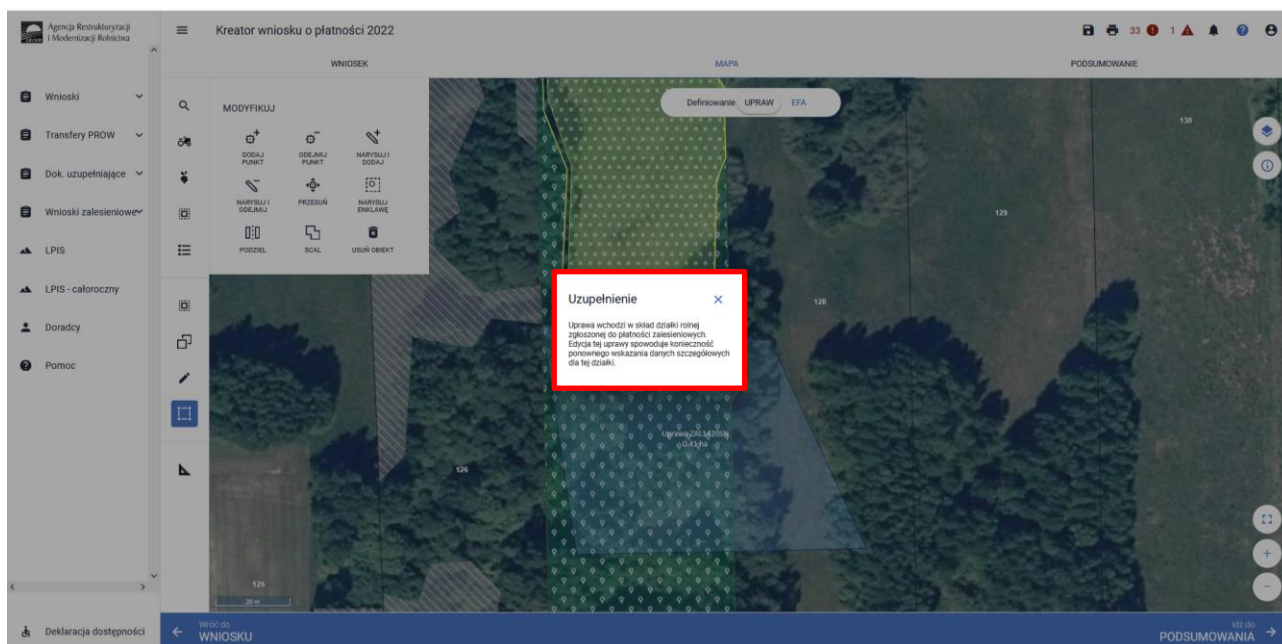 Agencja Restrukturyzacji
i Modernizacji Rolnictwa
Kreator wniosku o płatności 2022
33
1
WNIOSEK
MAPA
PODSUMOWANIE
Wnioski
Transfery PROW
Dok. uzupełniające
Wnioski zalesieniowe
LPIS
LPIS - całoroczny
Doradcy
Pomoc
Deklaracja dostępności
MODYFIKUJ
DODAJ
PUNKT
ODEJMIJ
PUNKT
NARYSUJ I
DODAJ
NARYSUJ I
ODEJMIJ
PRZESUŃ
NARYSUJ
ENKLAWĘ
PODZIEL
SCAL
USUŃ OBIEKT
Definiowanie UPRAW EFA
130
129
128
Uzupełnienie
Uprawa wchodzi w skład działki rolnej
zgłoszonej do płatności zalesieniowych.
Edycja tej uprawy spowoduje konieczność
ponownego wskazania danych szczegółowych
dla tej działki.
0.41 ha
126
125
20 m
Wróć do
WNIOSKU
Idź do
PODSUMOWANIA